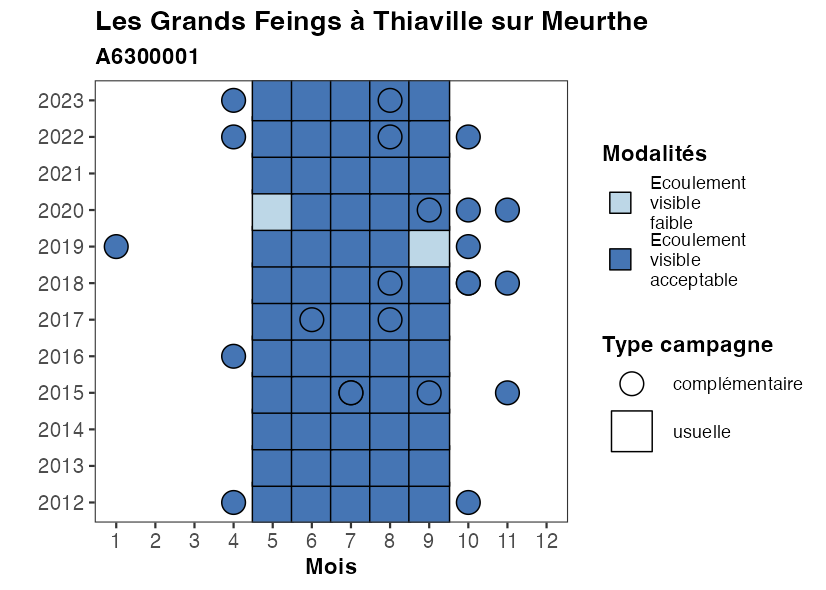 Les Grands Feings à Thiaville sur Meurthe
A6300001
2023
2022
2021
2020
2019
2018
2017
2016
2015
2014
2013
2012
1 2 3 4 5 6 7 8 9 10 11 12
Mois
Modalités
Ecoulement
visible
faible
Ecoulement
visible
acceptable
Type campagne
complémentaire
usuelle